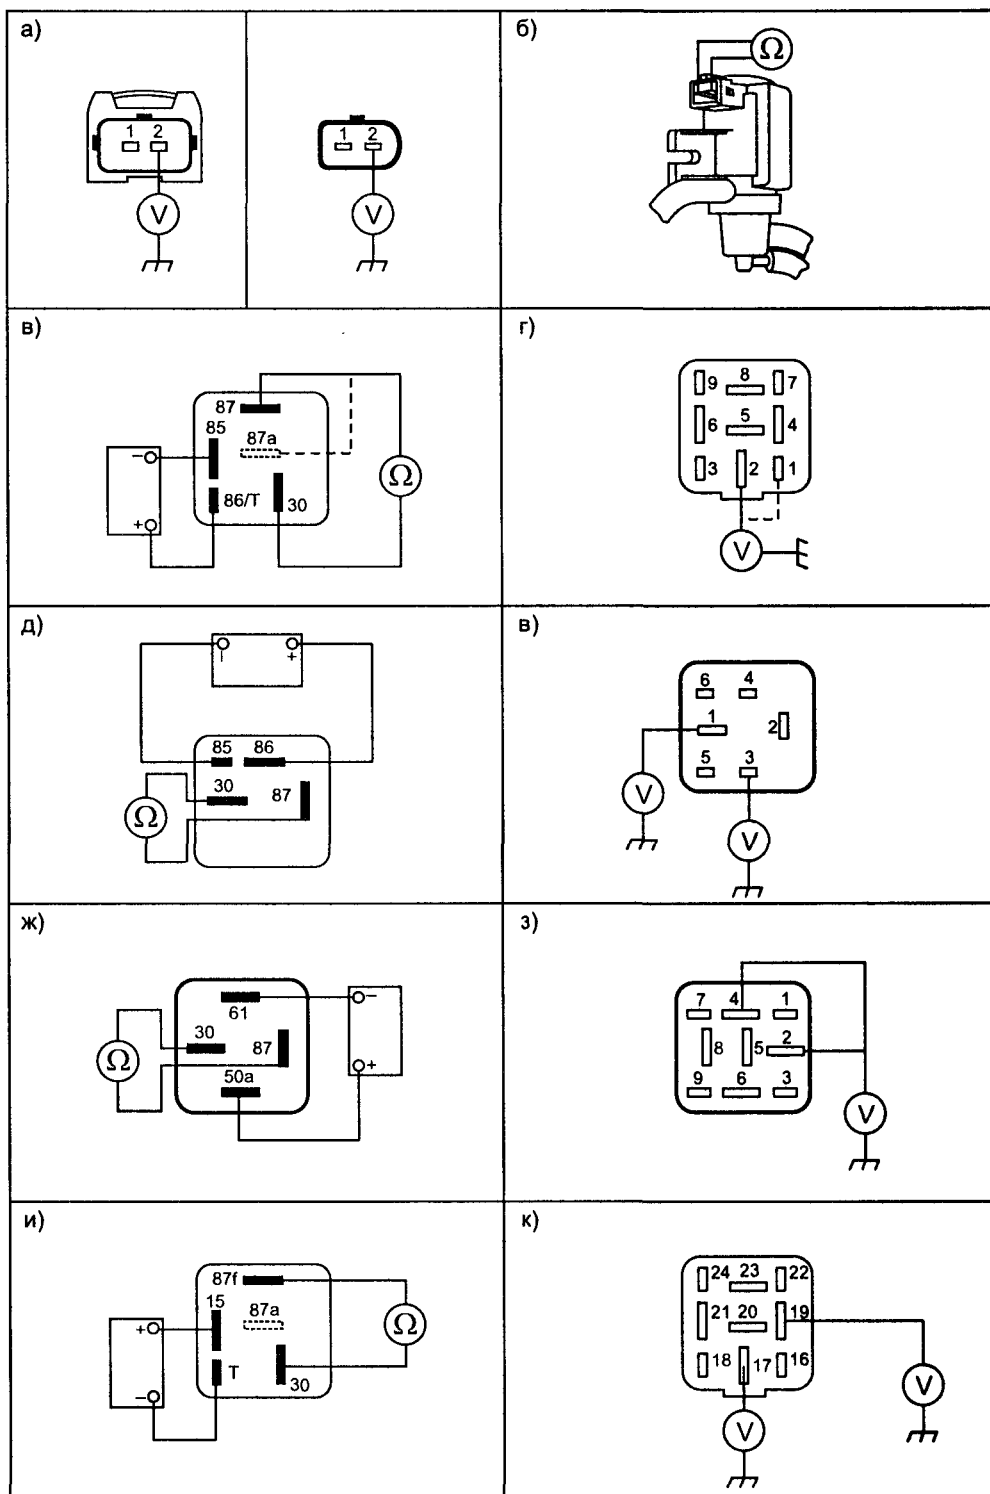 а)
1 2
V
1 2
V
б)
Ω
в)
87
85
87a
−
86/T
30
+
Ω
г)
9 8 7
6 5 4
3 2 1
V
д)
− +
85 86
30
87
Ω
в)
6 4
1
2
5 3
V
V
ж)
61
−
30
87
Ω
50a
+
з)
7 4 1
8 5 2
9 6 3
V
и)
87f
15
87a
+
Ω
T
30
−
к)
24 23 22
21 20 19
18 17 16
V
V